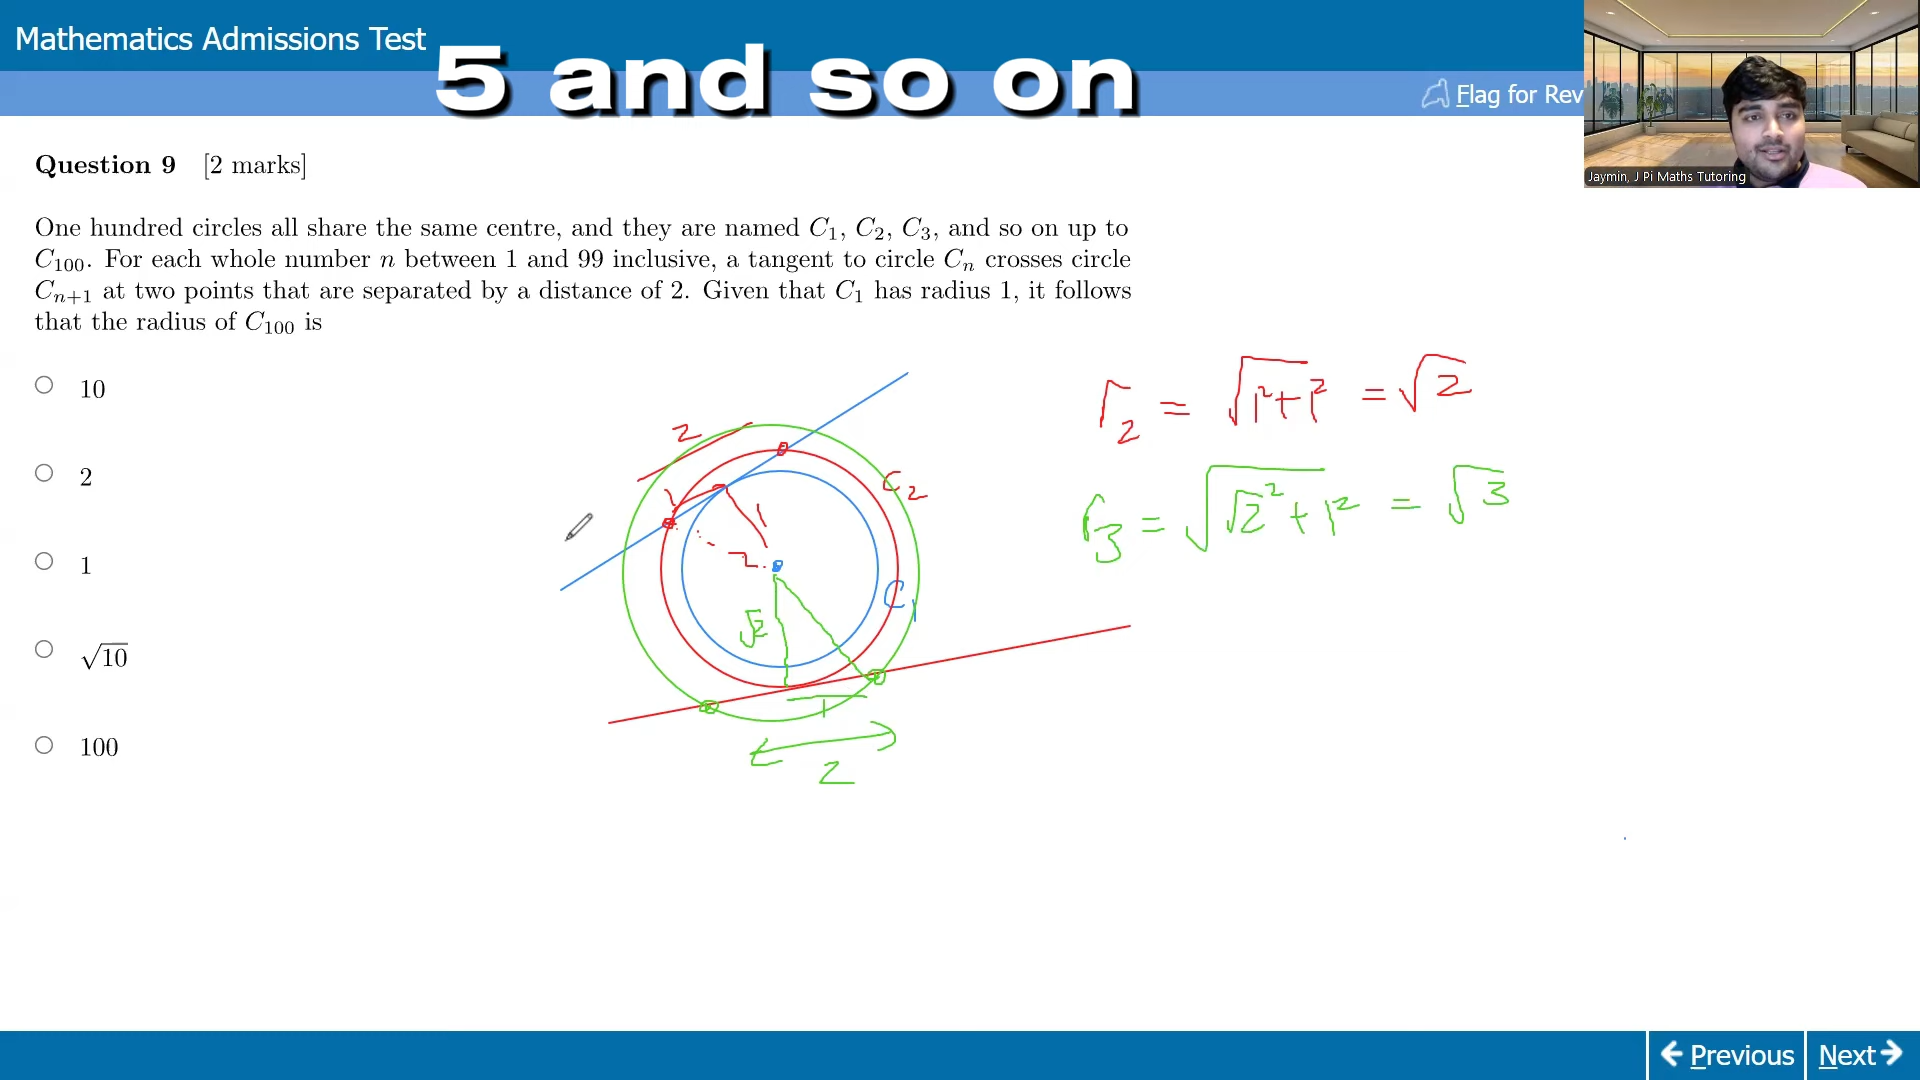 Mathematics Admissions Test
5 and so on
Flag for Rev
Jaymin, J Pi Maths Tutoring
Question 9 [2 marks]
One hundred circles all share the same centre, and they are named C₁, C₂, C₃, and so on up to
C₁₀₀. For each whole number n between 1 and 99 inclusive, a tangent to circle Cₙ crosses circle
Cₙ₊₁ at two points that are separated by a distance of 2. Given that C₁ has radius 1, it follows
that the radius of C₁₀₀ is
10
2
1
√10
100
2
C₂
1
1
C₁
√2
1
2
r₂ = √(1²+1²) = √2
r₃ = √(√2² + 1²) = √3
Previous
Next